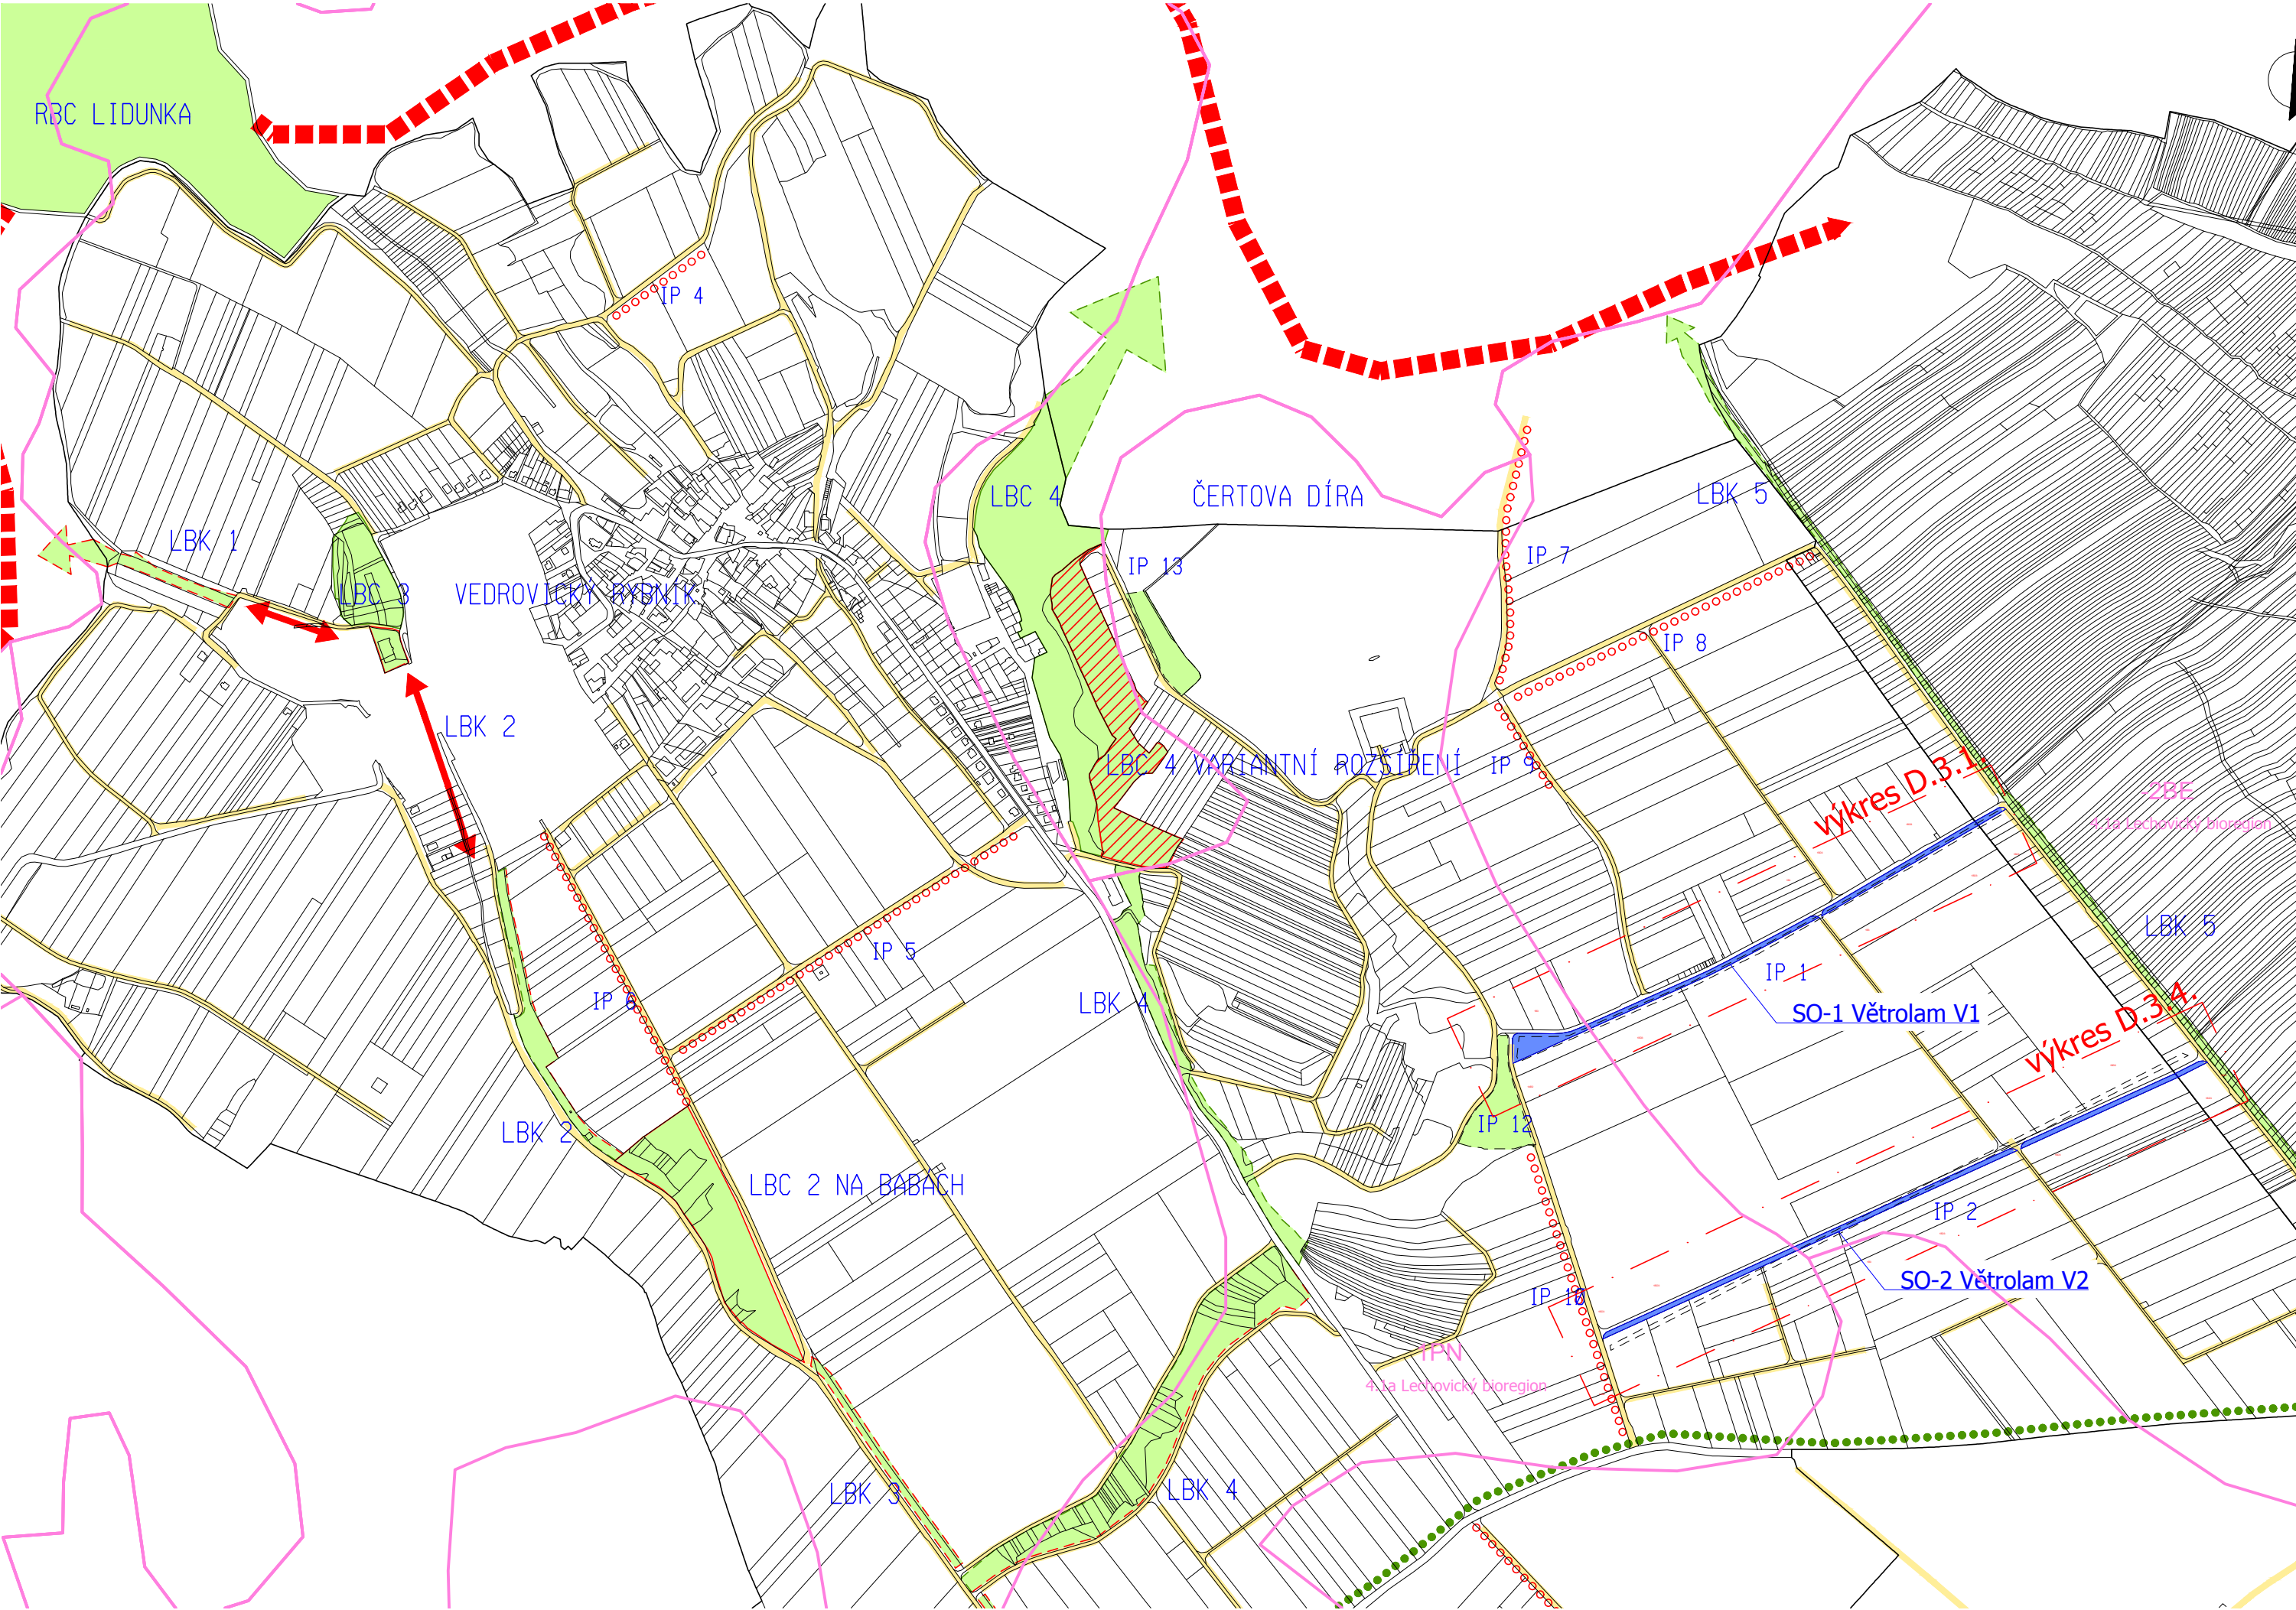 RBC LIDUNKA
IP 4
LBC 4
ČERTOVA DÍRA
LBK 5
LBK 1
IP 13
IP 7
LBC 3
VEDROVICKÝ RYBNÍK
IP 8
LBK 2
LBC 4 VARIANTNÍ ROZŠÍŘENÍ
IP 9
výkres D.3.1.
-2BE
4.1a Lechovický bioregion
LBK 5
IP 5
IP 1
IP 6
LBK 4
SO-1 Větrolam V1
výkres D.3.4.
LBK 2
IP 12
LBC 2 NA BABÁCH
IP 2
SO-2 Větrolam V2
IP 10
1PN
4.1a Lechovický bioregion
LBK 3
LBK 4